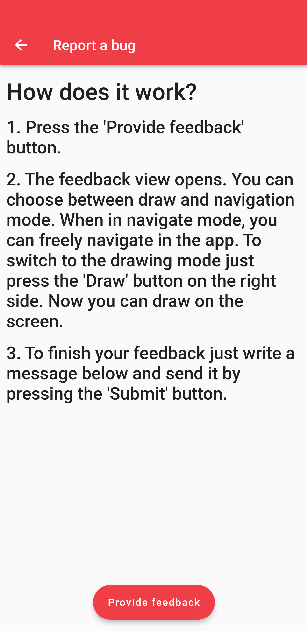 Report a bug
How does it work?
1. Press the 'Provide feedback'
button.
2. The feedback view opens. You can
choose between draw and navigation
mode. When in navigate mode, you
can freely navigate in the app. To
switch to the drawing mode just
press the 'Draw' button on the right
side. Now you can draw on the
screen.
3. To finish your feedback just write a
message below and send it by
pressing the 'Submit' button.
Provide feedback